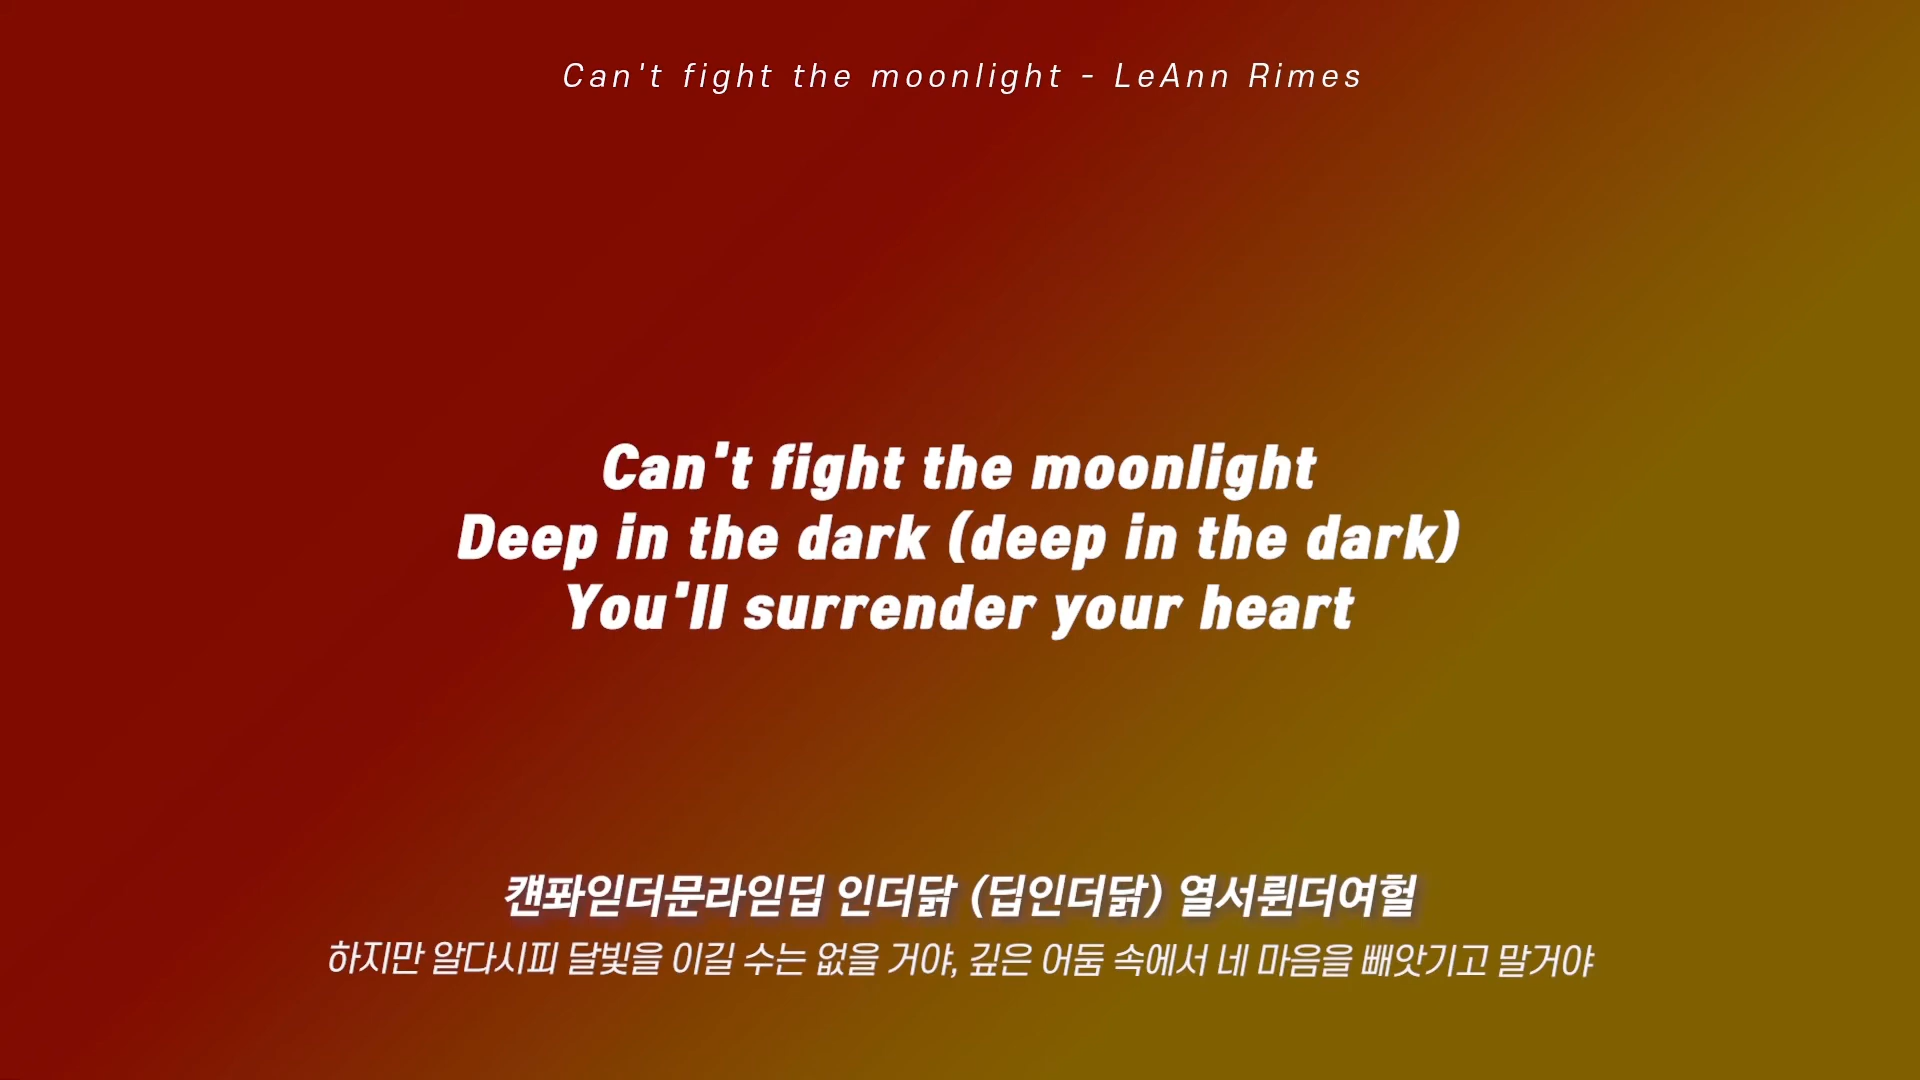 Can't fight the moonlight - LeAnn Rimes
Can't fight the moonlight
Deep in the dark (deep in the dark)
You'll surrender your heart
컌퐈읻더문라읻딥 인더닭 (딥인더닭) 열서뤈더여헐
하지만 알다시피 달빛을 이길 수는 없을 거야, 깊은 어둠 속에서 네 마음을 빼앗기고 말거야